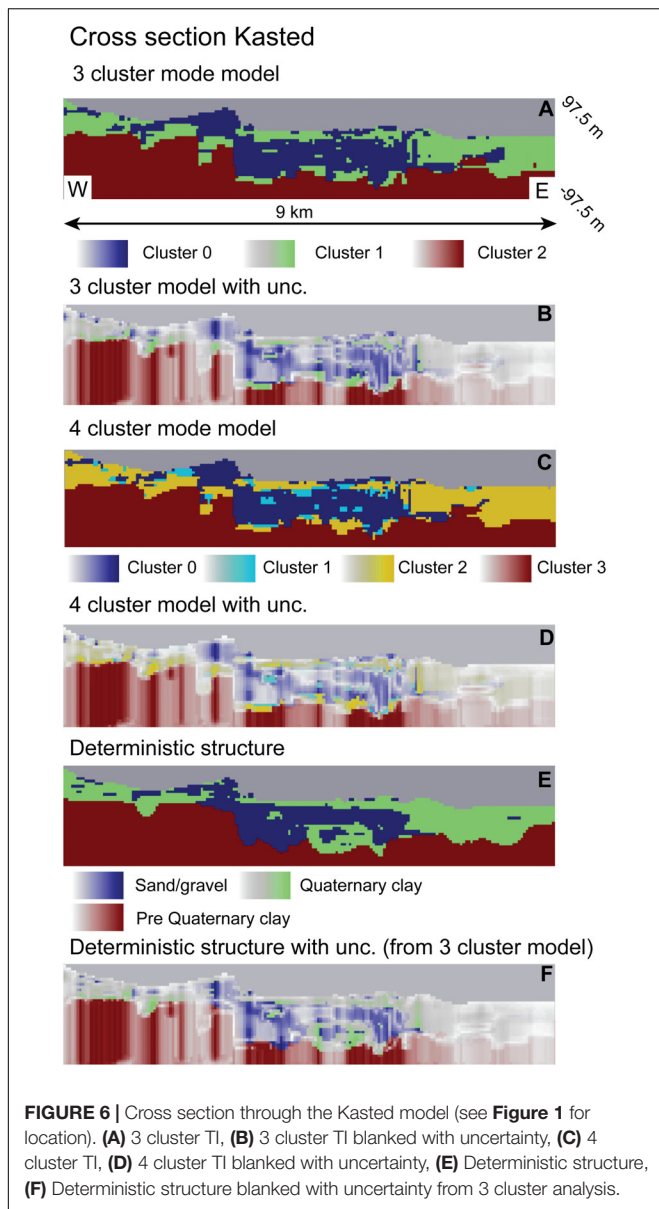 Cross section Kasted
3 cluster mode model
A
97.5 m
W
E
-97.5 m
9 km
Cluster 0
Cluster 1
Cluster 2
3 cluster model with unc.
B
4 cluster mode model
C
Cluster 0
Cluster 1
Cluster 2
Cluster 3
4 cluster model with unc.
D
Deterministic structure
E
Sand/gravel
Quaternary clay
Pre Quaternary clay
Deterministic structure with unc. (from 3 cluster model)
F
FIGURE 6 | Cross section through the Kasted model (see Figure 1 for
location). (A) 3 cluster TI, (B) 3 cluster TI blanked with uncertainty, (C) 4
cluster TI, (D) 4 cluster TI blanked with uncertainty, (E) Deterministic structure,
(F) Deterministic structure blanked with uncertainty from 3 cluster analysis.